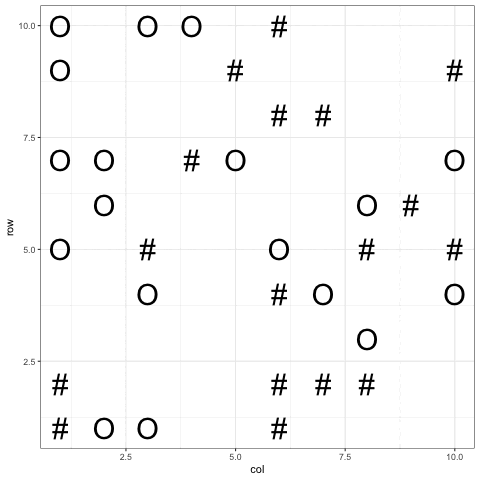 10.0 O O O #
O # #
# #
7.5
O O # O O
O O #
row
5.0 O # O # #
O # O O
O
2.5
# # # #
# O O #
2.5 5.0 7.5 10.0
col